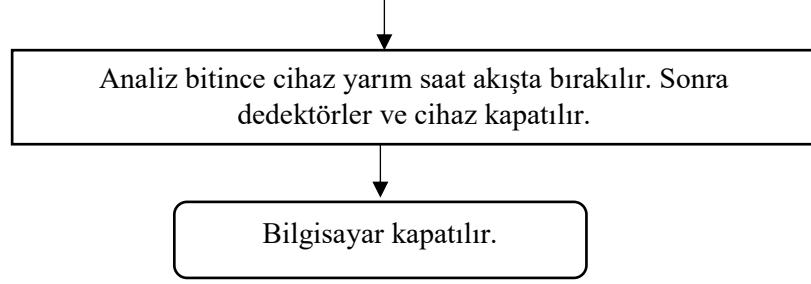 Analiz bitince cihaz yarım saat akışta bırakılır. Sonra
dedektörler ve cihaz kapatılır.
Bilgisayar kapatılır.